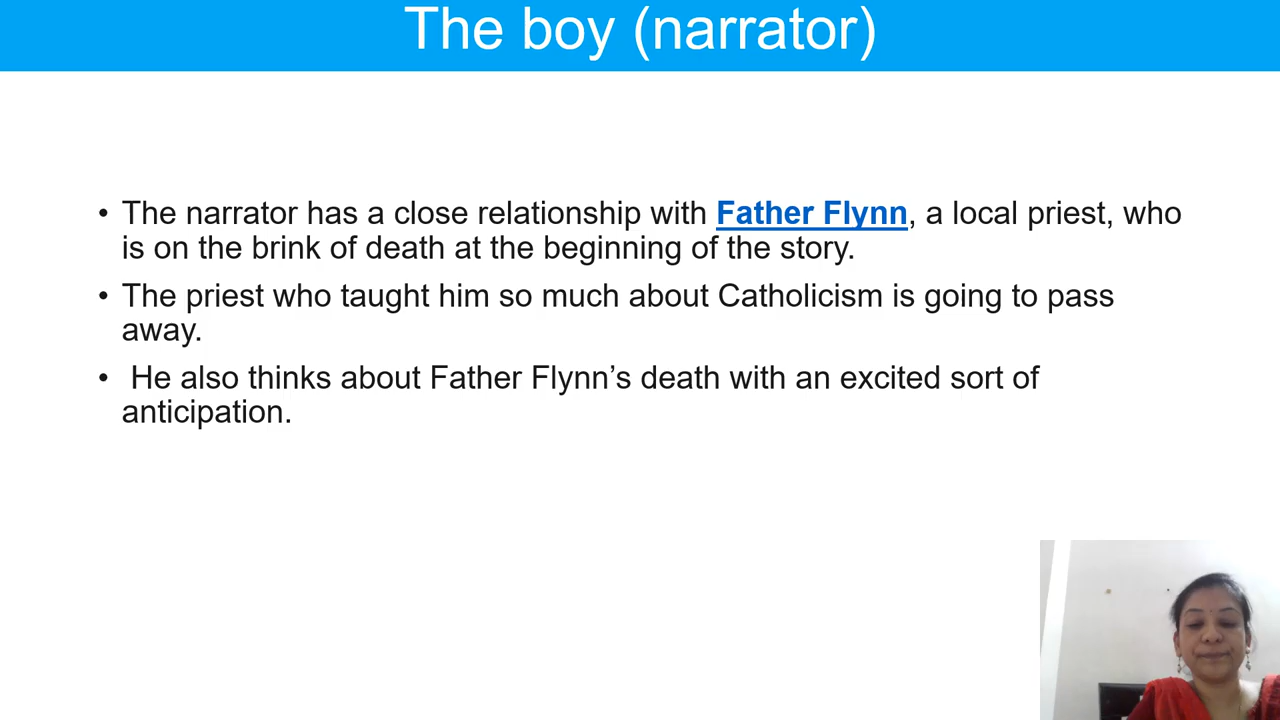 The boy (narrator)
• The narrator has a close relationship with Father Flynn, a local priest, who
is on the brink of death at the beginning of the story.
• The priest who taught him so much about Catholicism is going to pass
away.
• He also thinks about Father Flynn’s death with an excited sort of
anticipation.